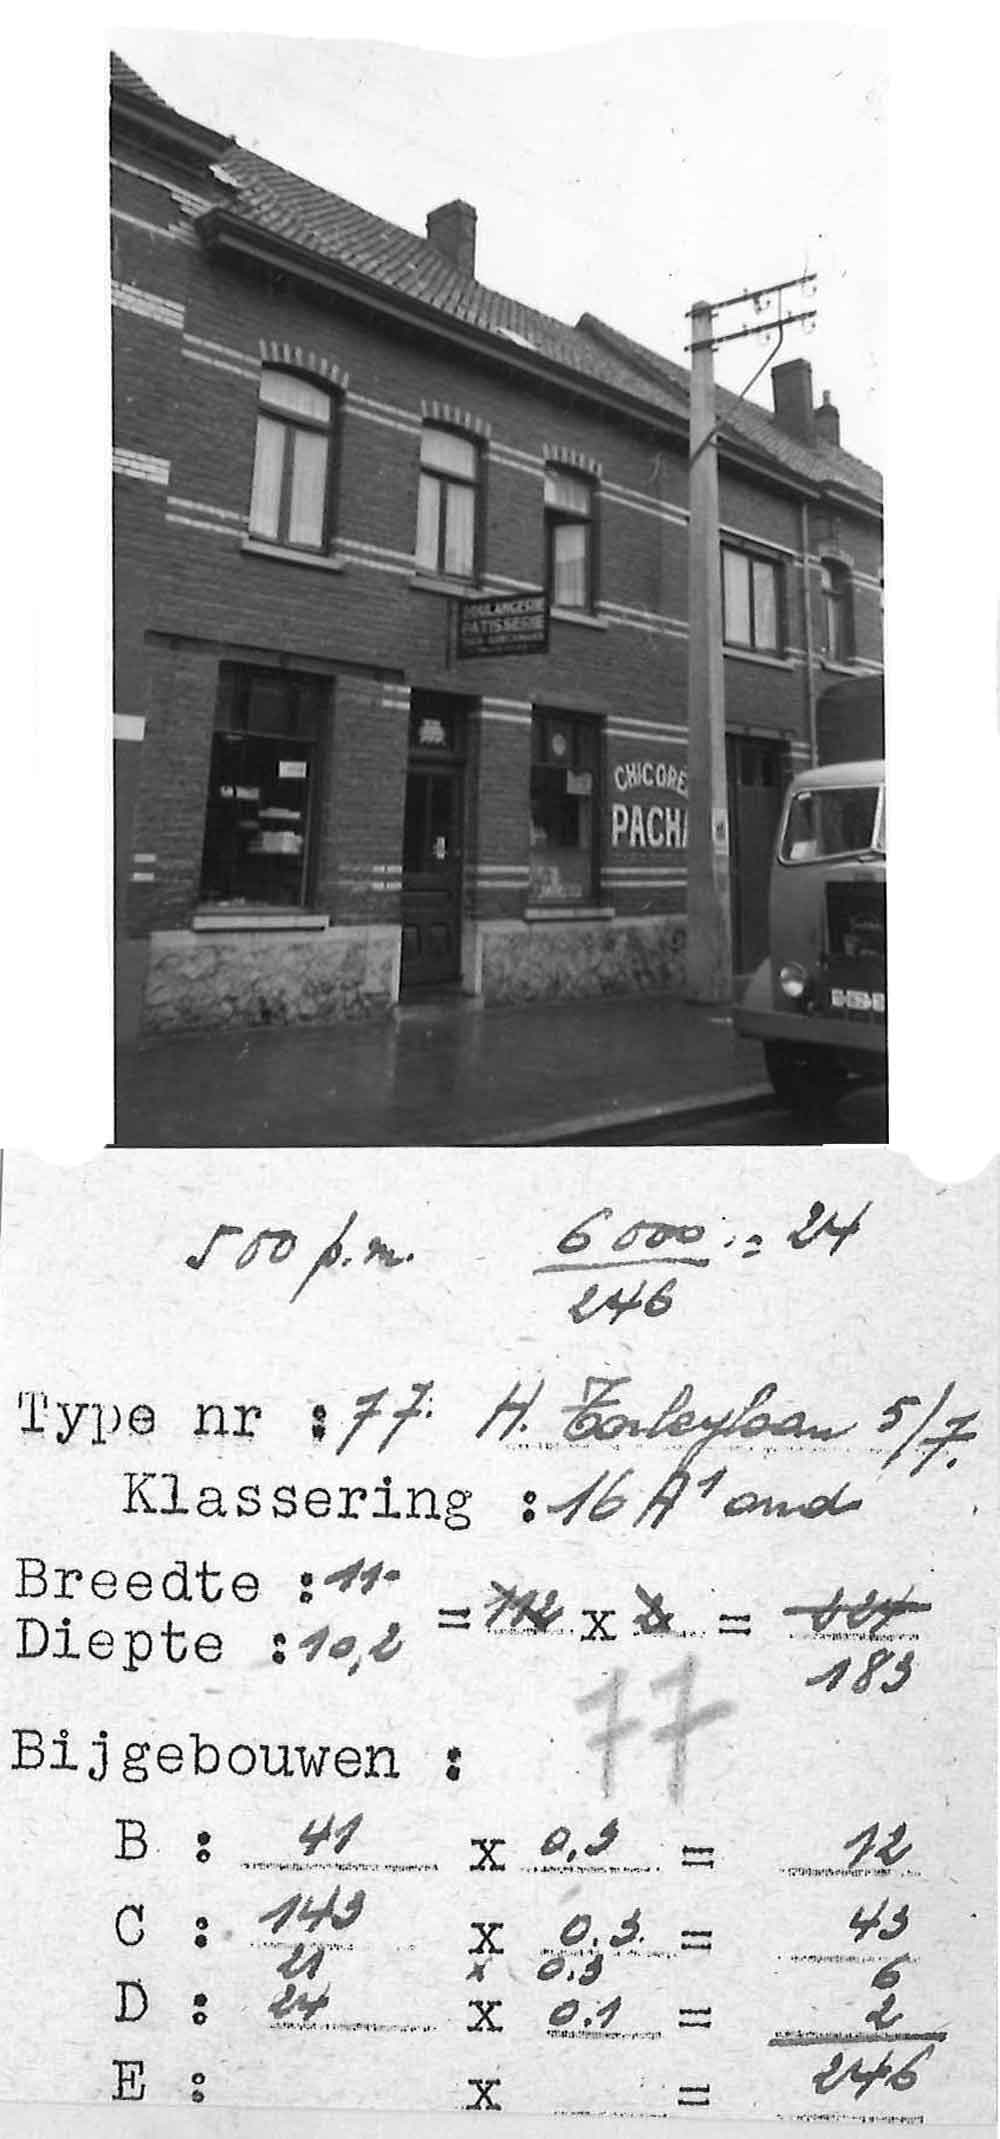 BOULANGERIE
PATISSERIE
CHICORE
PACHA
500 p.m.
6000 := 24
246
Type nr : 77. H. Torleylaan 5/7.
Klassering : 16 A¹ oud
Breedte : 11-
= 112 x 2 = 224
Diepte : 10,2
183
77
Bijgebouwen :
B : 41 x 0,3 = 12
C : 143 x 0.3 = 43
21 x 0.3 6
D : 24 x 0.1 = 2
246
E : x =